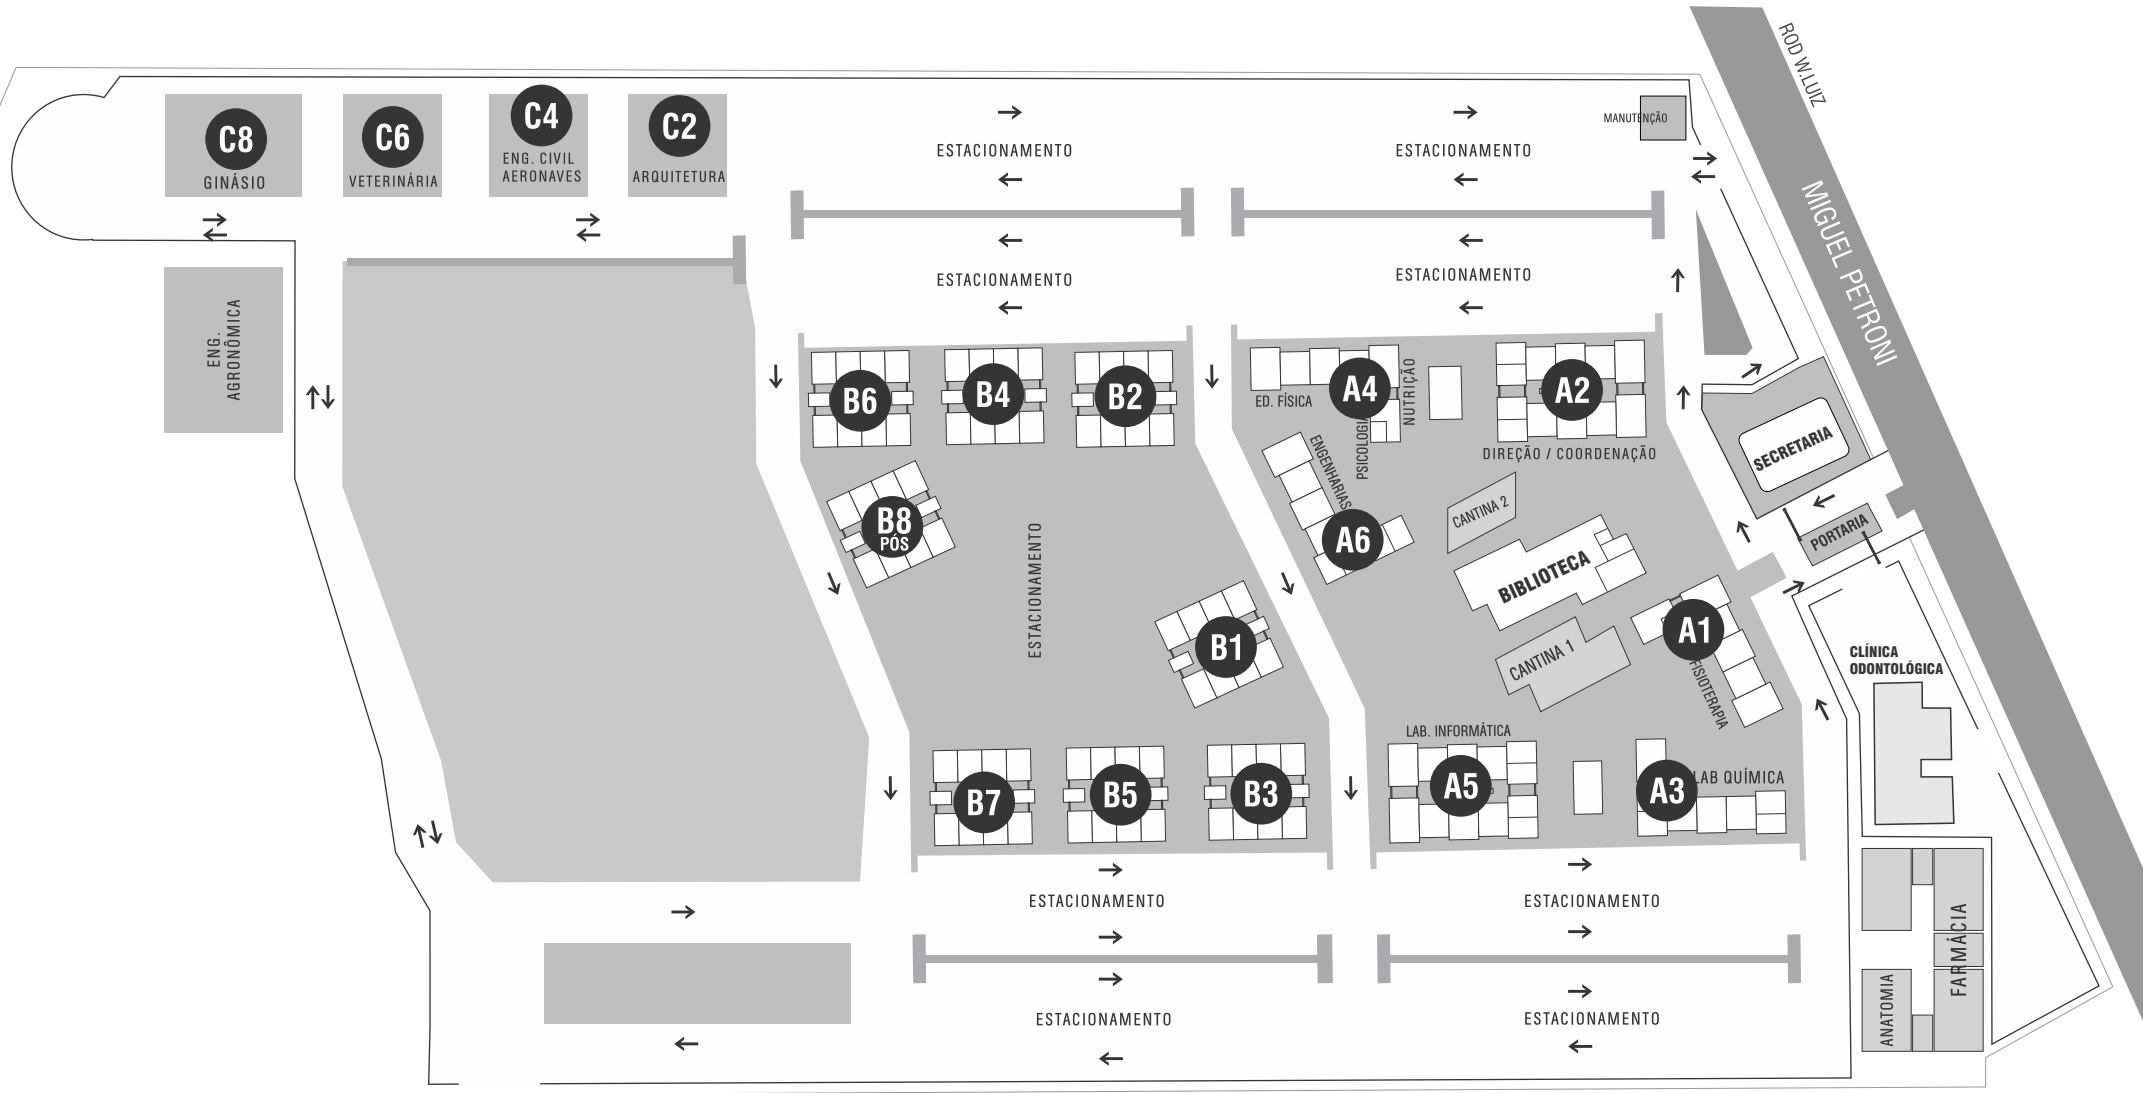 ROD W.LUIZ
MIGUEL PETRONI
C8
GINÁSIO
C6
VETERINÁRIA
C4
ENG. CIVIL
AERONAVES
C2
ARQUITETURA
ESTACIONAMENTO
ESTACIONAMENTO
MANUTENÇÃO
ESTACIONAMENTO
ESTACIONAMENTO
ENG.
AGRONÔMICA
B6
B4
B2
A4
ED. FÍSICA
PSICOLOGIA
NUTRIÇÃO
A2
DIREÇÃO / COORDENAÇÃO
SECRETARIA
PORTARIA
B8
PÓS
ESTACIONAMENTO
ENGENHARIAS
A6
CANTINA 2
BIBLIOTECA
B1
CANTINA 1
A1
FISIOTERAPIA
CLÍNICA
ODONTOLÓGICA
B7
B5
B3
LAB. INFORMÁTICA
A5
A3
LAB QUÍMICA
ESTACIONAMENTO
ESTACIONAMENTO
FARMÁCIA
ANATOMIA
ESTACIONAMENTO
ESTACIONAMENTO